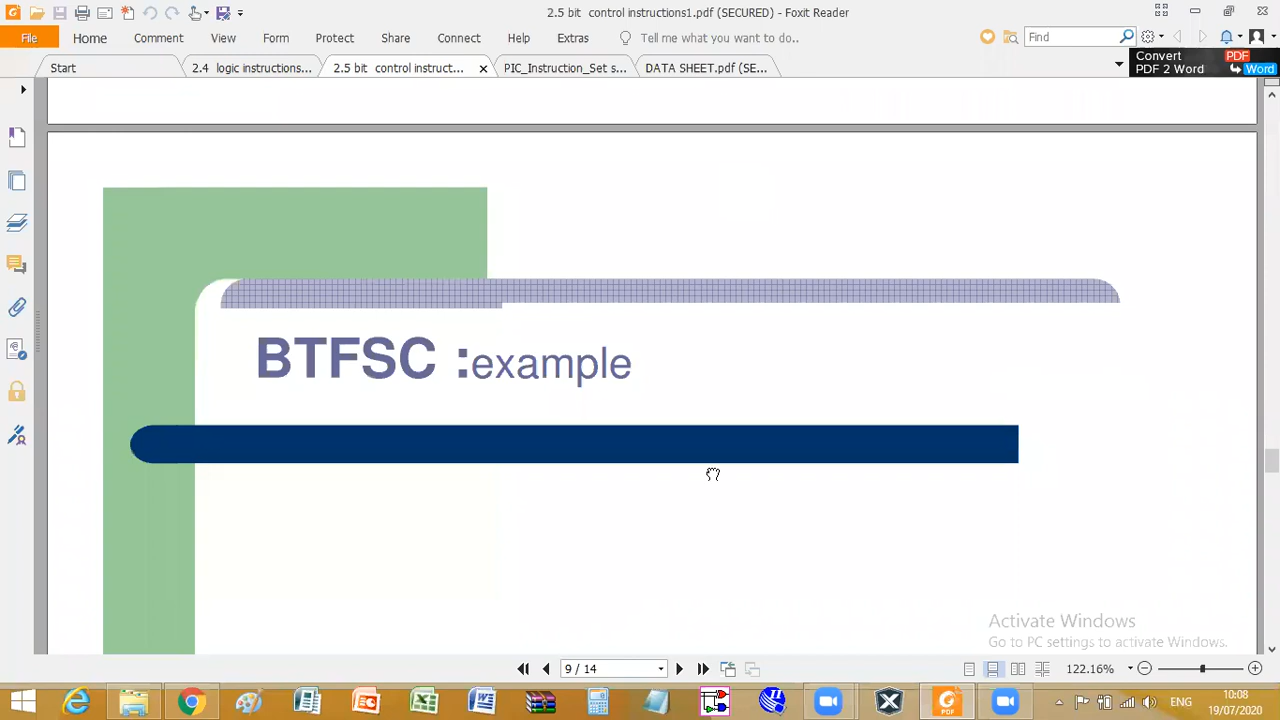 2.5 bit  control instructions1.pdf (SECURED) - Foxit Reader
File Home Comment View Form Protect Share Connect Help Extras Tell me what you want to do.. Find
Start 2.4  logic instructions... 2.5 bit  control instruct... PIC_Instruction_Set s... DATA SHEET.pdf (SE...
Convert PDF
PDF 2 Word Word
BTFSC :example
Activate Windows
Go to PC settings to activate Windows.
9 / 14 122.16%
ENG 10:08
19/07/2020